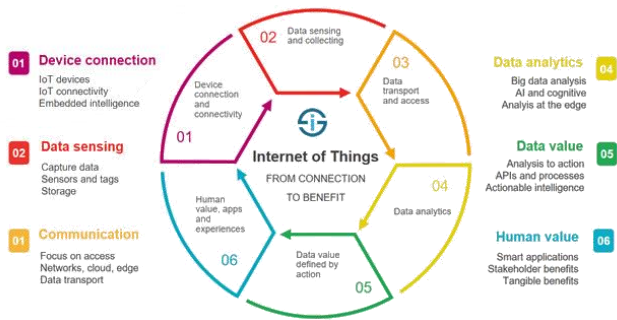 01 Device connection
IoT devices
IoT connectivity
Embedded intelligence
02 Data sensing
Capture data
Sensors and tags
Storage
01 Communication
Focus on access
Networks, cloud, edge
Data transport
02 Data sensing
and collecting
03
Data
transport
and access
Device
connection
and
connectivity
01
Internet of Things
FROM CONNECTION
TO BENEFIT
04
Data analytics
Human
value, apps
and
experiences
06
Data value
defined by
action
05
Data analytics 04
Big data analysis
AI and cognitive
Analysis at the edge
Data value 05
Analysis to action
APIs and processes
Actionable intelligence
Human value 06
Smart applications
Stakeholder benefits
Tangible benefits